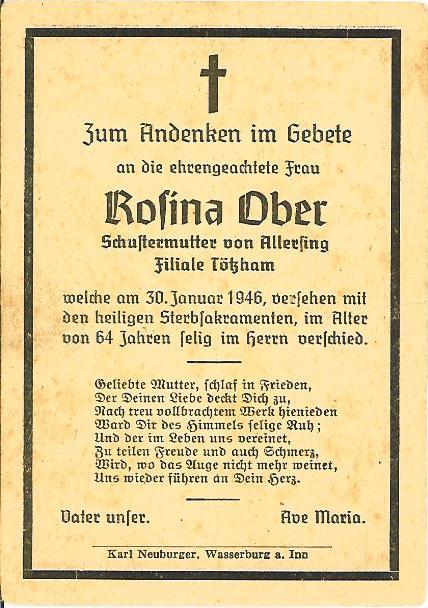 Zum Andenken im Gebete
an die ehrengeachtete Frau
Rosina Ober
Schustermutter von Allersing
Filiale Tötzham
welche am 30. Januar 1946, versehen mit
den heiligen Sterbsakramenten, im Alter
von 64 Jahren selig im Herrn verschied.
Geliebte Mutter, schlaf in Frieden,
Der Deinen Liebe deckt Dich zu,
Nach treu vollbrachtem Werk hienieden
Ward Dir des Himmels selige Ruh;
Und der im Leben uns vereinet,
Zu teilen Freude und auch Schmerz,
Wird, wo das Auge nicht mehr weinet,
Uns wieder führen an Dein Herz.
Vater unser. Ave Maria.
Karl Neuburger, Wasserburg a. Inn